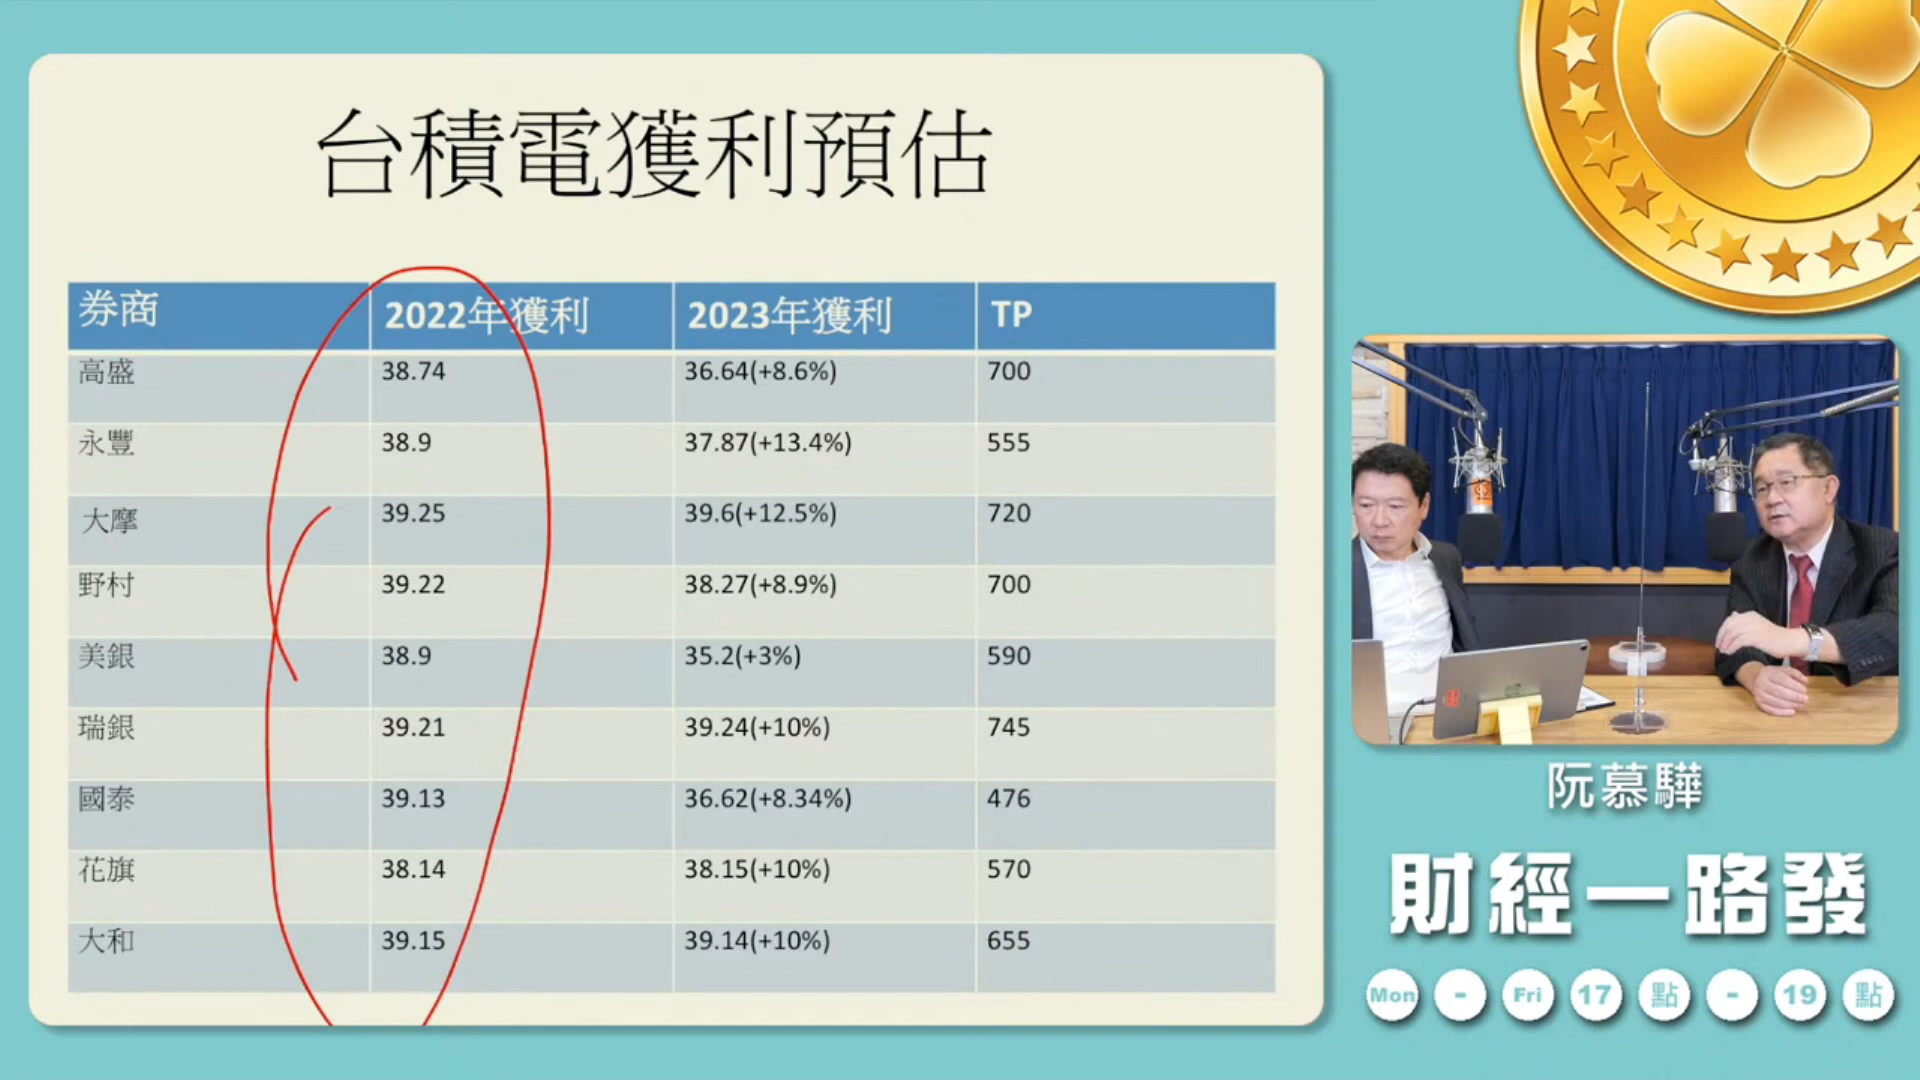 台積電獲利預估
券商 2022年獲利 2023年獲利 TP
高盛 38.74 36.64(+8.6%) 700
永豐 38.9 37.87(+13.4%) 555
大摩 39.25 39.6(+12.5%) 720
野村 39.22 38.27(+8.9%) 700
美銀 38.9 35.2(+3%) 590
瑞銀 39.21 39.24(+10%) 745
國泰 39.13 36.62(+8.34%) 476
花旗 38.14 38.15(+10%) 570
大和 39.15 39.14(+10%) 655
阮慕驊
財經一路發
Mon - Fri 17 點 - 19 點